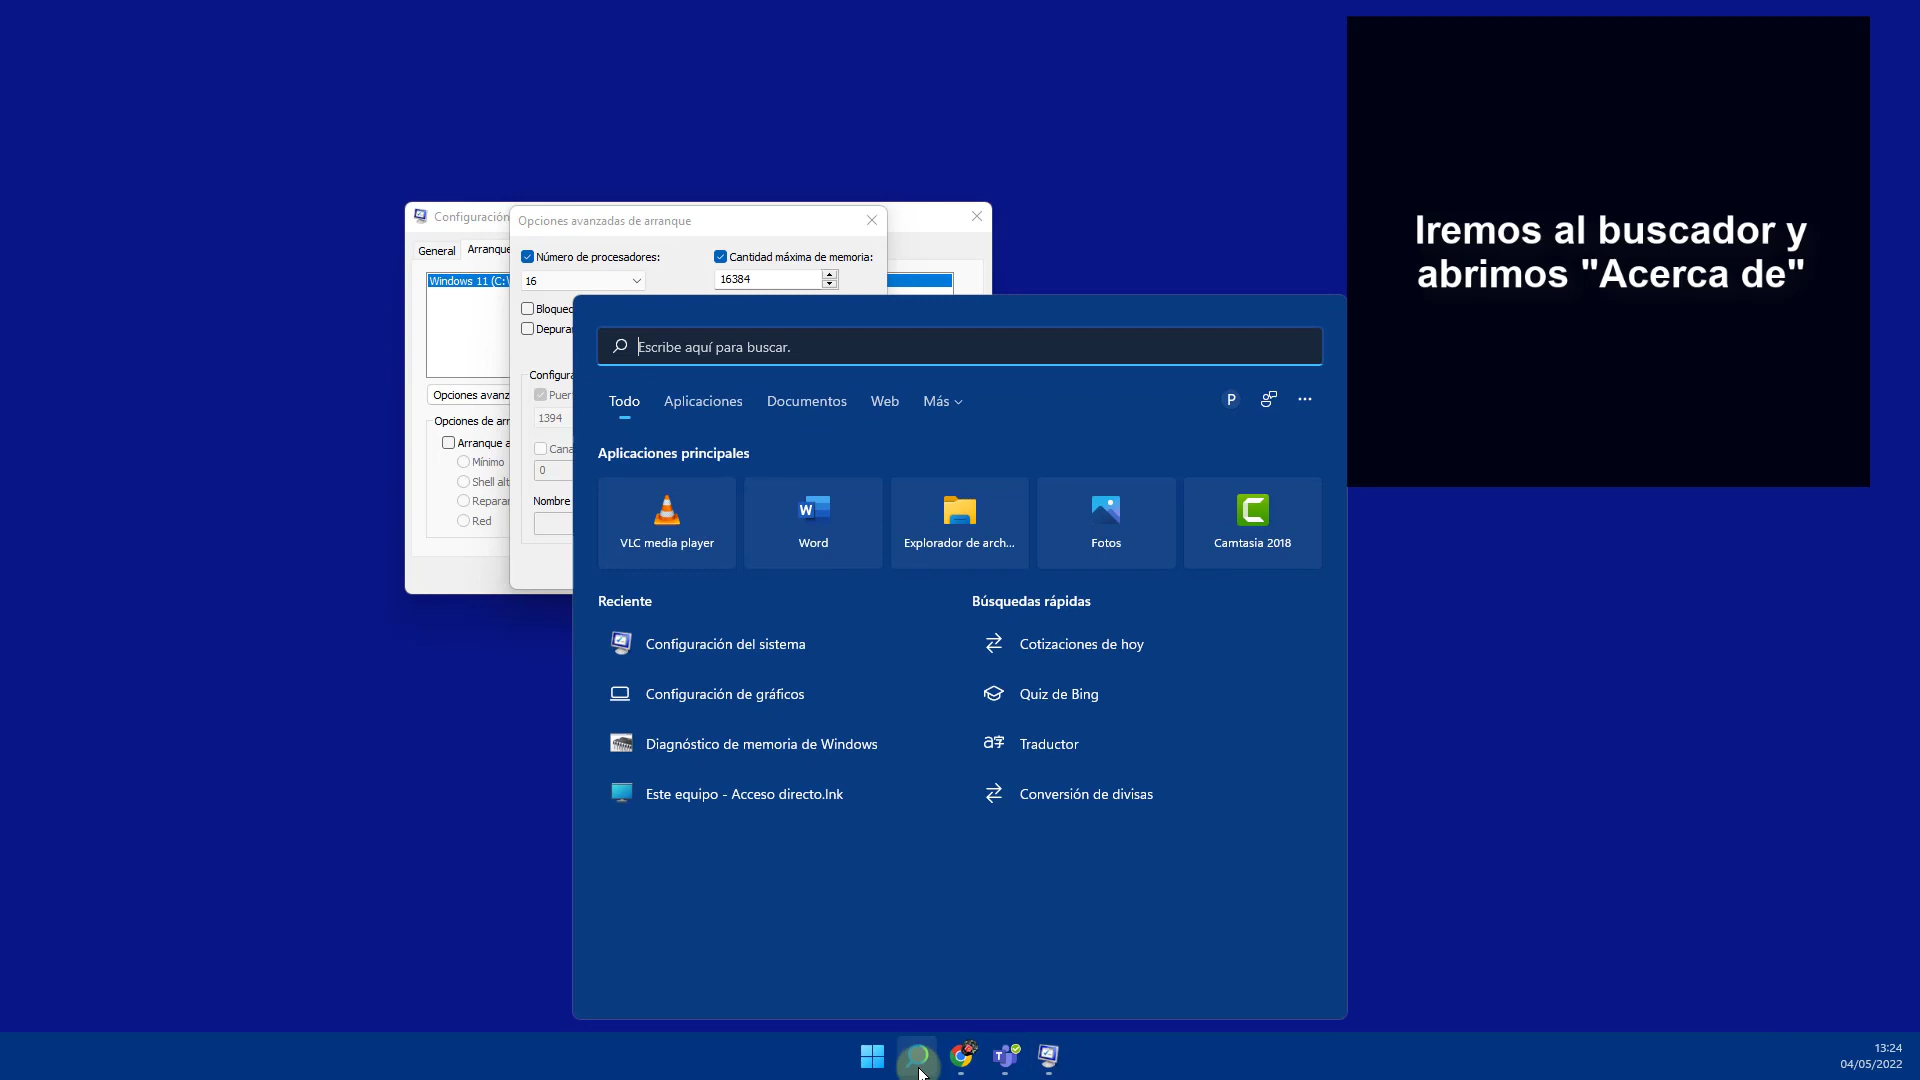 Iremos al buscador y
abrimos "Acerca de"
Configuración
Opciones avanzadas de arranque
General
Arranque
Número de procesadores:
Cantidad máxima de memoria:
Windows 11 (C:\
16
16384
Bloqueo
Depurar
Configura
Opciones avanz
Puer
1394
Opciones de arr
Arranque a
Cana
Mínimo
0
Shell alt
Reparar
Nombre
Red
Escribe aquí para buscar.
Todo
Aplicaciones
Documentos
Web
Más
P
Aplicaciones principales
VLC media player
Word
Explorador de arch...
Fotos
Camtasia 2018
Reciente
Configuración del sistema
Configuración de gráficos
Diagnóstico de memoria de Windows
Este equipo - Acceso directo.lnk
Búsquedas rápidas
Cotizaciones de hoy
Quiz de Bing
Traductor
Conversión de divisas
13:24
04/05/2022